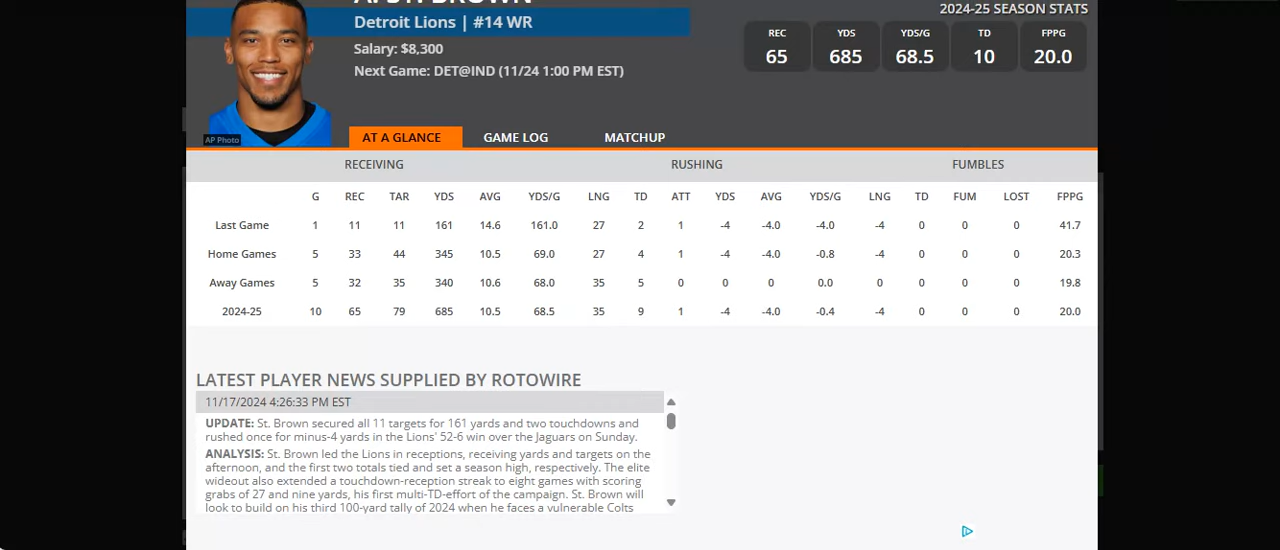 A. ST. BROWN
Detroit Lions | #14 WR
Salary: $8,300
Next Game: DET@IND (11/24 1:00 PM EST)
2024-25 SEASON STATS
REC YDS YDS/G TD FPPG
65 685 68.5 10 20.0
AP Photo
AT A GLANCE GAME LOG MATCHUP
RECEIVING RUSHING FUMBLES
G REC TAR YDS AVG YDS/G LNG TD ATT YDS AVG YDS/G LNG TD FUM LOST FPPG
Last Game 1 11 11 161 14.6 161.0 27 2 1 -4 -4.0 -4.0 -4 0 0 0 41.7
Home Games 5 33 44 345 10.5 69.0 27 4 1 -4 -4.0 -0.8 -4 0 0 0 20.3
Away Games 5 32 35 340 10.6 68.0 35 5 0 0 0 0.0 0 0 0 0 19.8
2024-25 10 65 79 685 10.5 68.5 35 9 1 -4 -4.0 -0.4 -4 0 0 0 20.0
LATEST PLAYER NEWS SUPPLIED BY ROTOWIRE
11/17/2024 4:26:33 PM EST
UPDATE: St. Brown secured all 11 targets for 161 yards and two touchdowns and
rushed once for minus-4 yards in the Lions' 52-6 win over the Jaguars on Sunday.
ANALYSIS: St. Brown led the Lions in receptions, receiving yards and targets on the
afternoon, and the first two totals tied and set a season high, respectively. The elite
wideout also extended a touchdown-reception streak to eight games with scoring
grabs of 27 and nine yards, his first multi-TD-effort of the campaign. St. Brown will
look to build on his third 100-yard tally of 2024 when he faces a vulnerable Colts